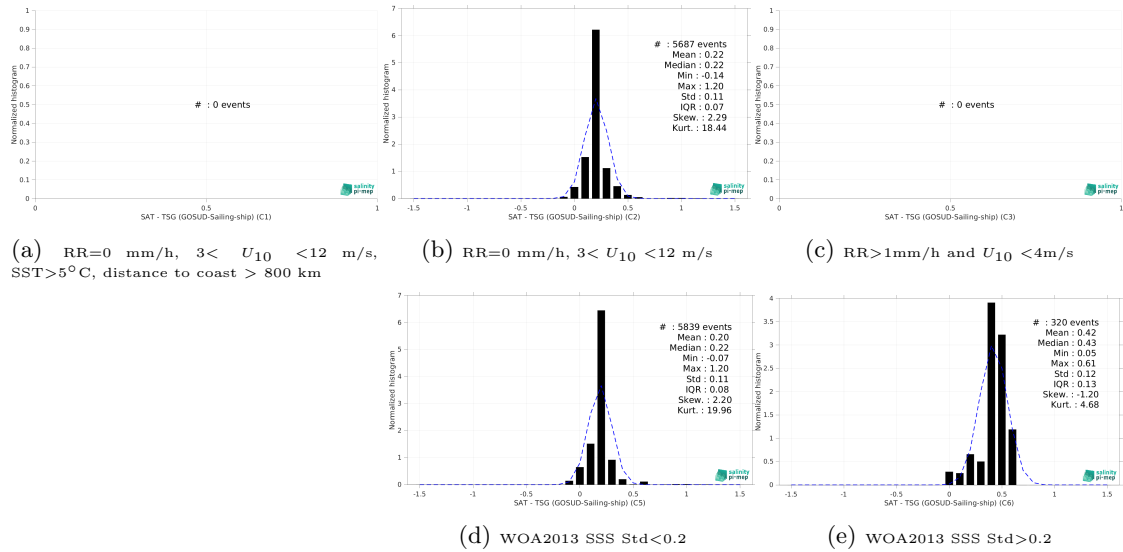 1
0.9
0.8
0.7
0.6
0.5
0.4
0.3
0.2
0.1
0
Normalized histogram
# : 0 events
salinity
pi-mep
0 0.5 1
SAT - TSG (GOSUD-Sailing-ship) (C1)
(a) RR=0 mm/h, 3< U10 <12 m/s,
SST>5°C, distance to coast > 800 km
7
6
5
4
3
2
1
0
Normalized histogram
# : 5687 events
Mean : 0.22
Median : 0.22
Min : -0.14
Max : 1.20
Std : 0.11
IQR : 0.07
Skew. : 2.29
Kurt. : 18.44
salinity
pi-mep
-1.5 -1 -0.5 0 0.5 1 1.5
SAT - TSG (GOSUD-Sailing-ship) (C2)
(b) RR=0 mm/h, 3< U10 <12 m/s
1
0.9
0.8
0.7
0.6
0.5
0.4
0.3
0.2
0.1
0
Normalized histogram
# : 0 events
salinity
pi-mep
0 0.5 1
SAT - TSG (GOSUD-Sailing-ship) (C3)
(c) RR>1mm/h and U10 <4m/s
7
6
5
4
3
2
1
0
Normalized histogram
# : 5839 events
Mean : 0.20
Median : 0.22
Min : -0.07
Max : 1.20
Std : 0.11
IQR : 0.08
Skew. : 2.20
Kurt. : 19.96
salinity
pi-mep
-1.5 -1 -0.5 0 0.5 1 1.5
SAT - TSG (GOSUD-Sailing-ship) (C5)
(d) WOA2013 SSS Std<0.2
4
3.5
3
2.5
2
1.5
1
0.5
0
Normalized histogram
# : 320 events
Mean : 0.42
Median : 0.43
Min : 0.05
Max : 0.61
Std : 0.12
IQR : 0.13
Skew. : -1.20
Kurt. : 4.68
salinity
pi-mep
-1.5 -1 -0.5 0 0.5 1 1.5
SAT - TSG (GOSUD-Sailing-ship) (C6)
(e) WOA2013 SSS Std>0.2